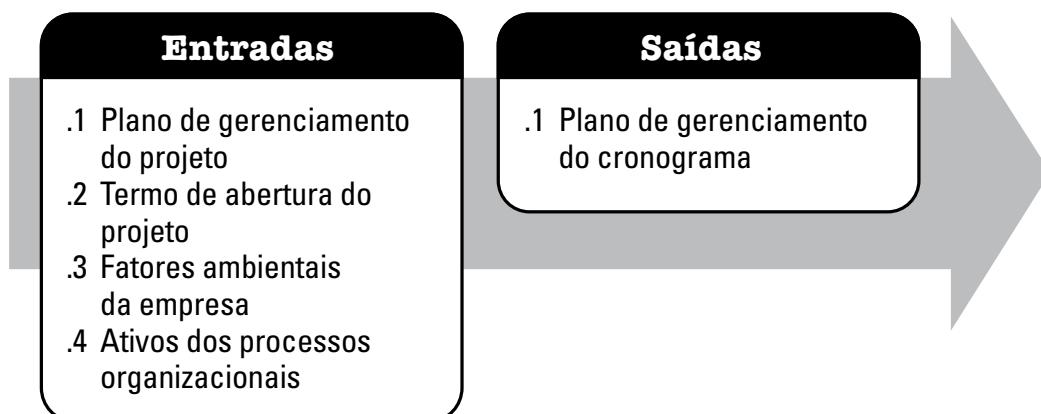 Entradas
.1 Plano de gerenciamento
do projeto
.2 Termo de abertura do
projeto
.3 Fatores ambientais
da empresa
.4 Ativos dos processos
organizacionais
Saídas
.1 Plano de gerenciamento
do cronograma